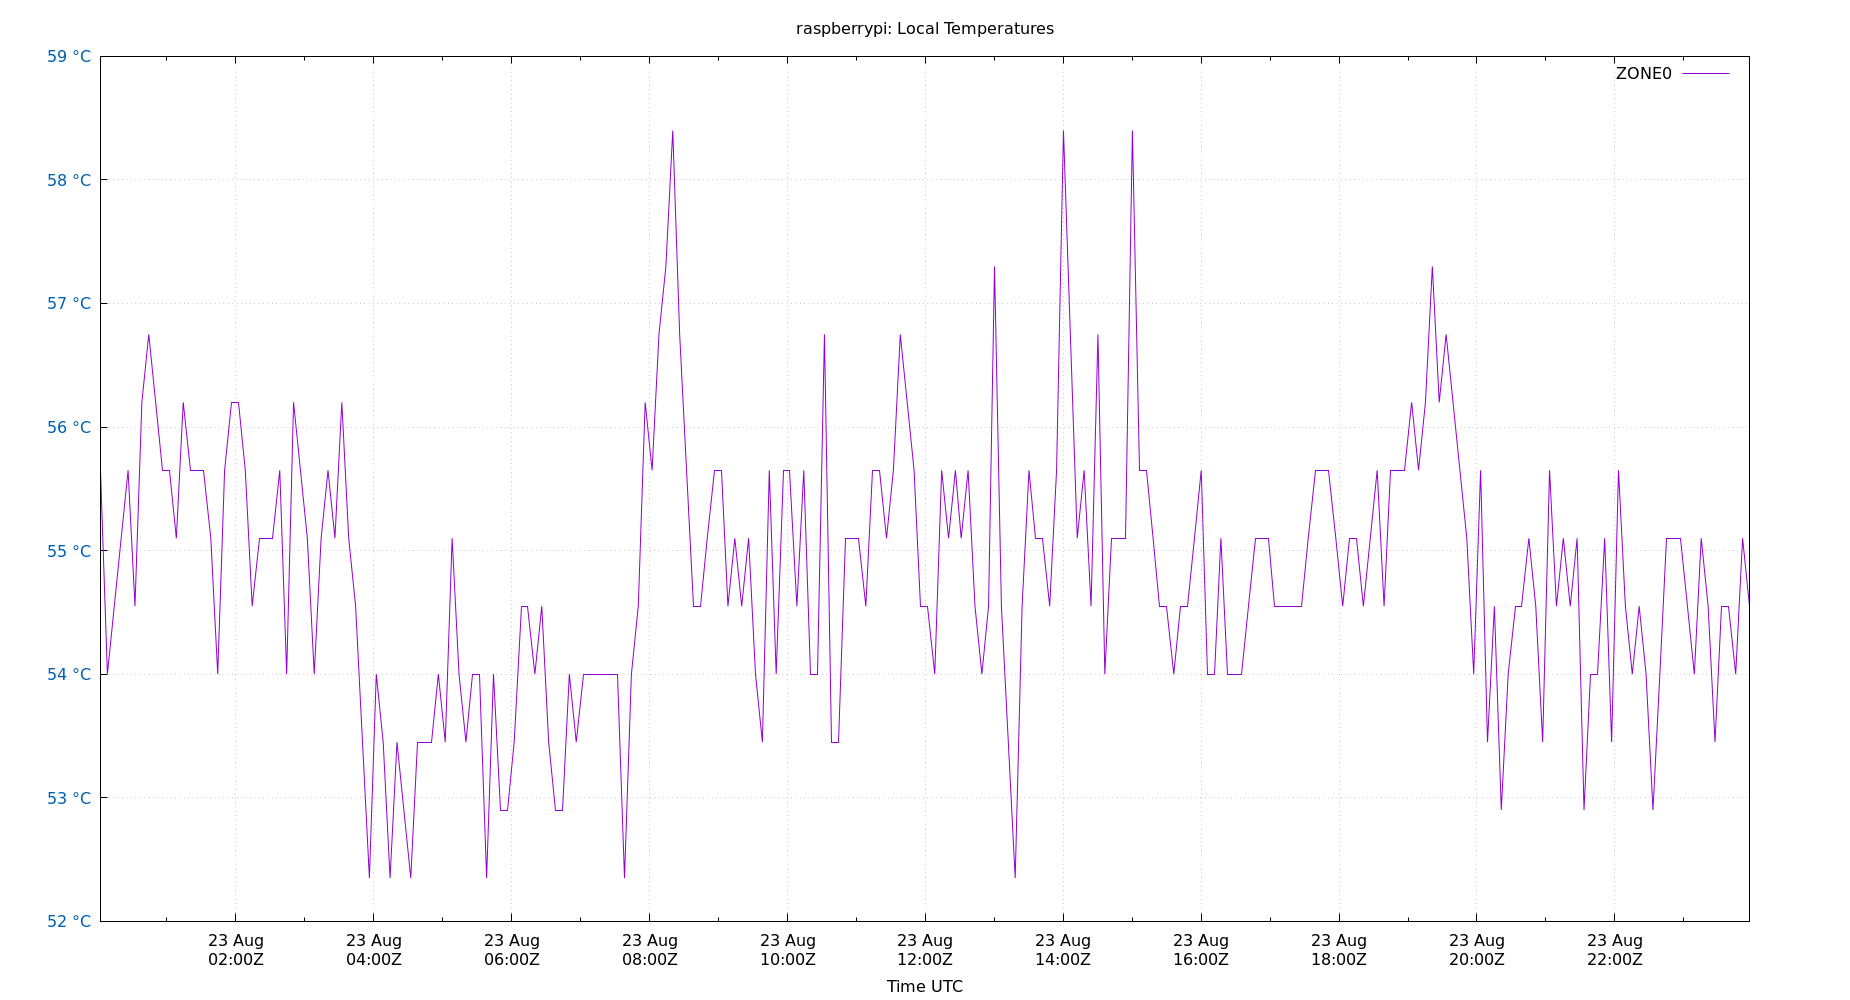 raspberrypi: Local Temperatures
ZONE0
59 °C
58 °C
57 °C
56 °C
55 °C
54 °C
53 °C
52 °C
23 Aug 23 Aug 23 Aug 23 Aug 23 Aug 23 Aug 23 Aug 23 Aug 23 Aug 23 Aug 23 Aug
02:00Z 04:00Z 06:00Z 08:00Z 10:00Z 12:00Z 14:00Z 16:00Z 18:00Z 20:00Z 22:00Z
Time UTC